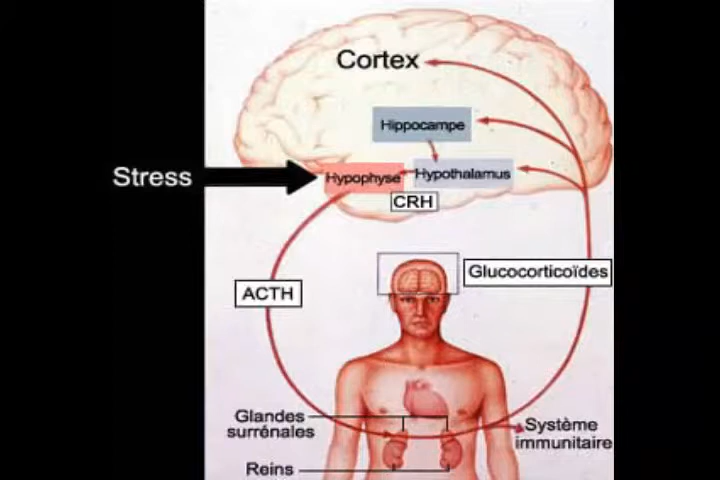 Cortex
Hippocampe
Stress
Hypophyse
Hypothalamus
CRH
Glucocorticoïdes
ACTH
Glandes
surrénales
Système
immunitaire
Reins